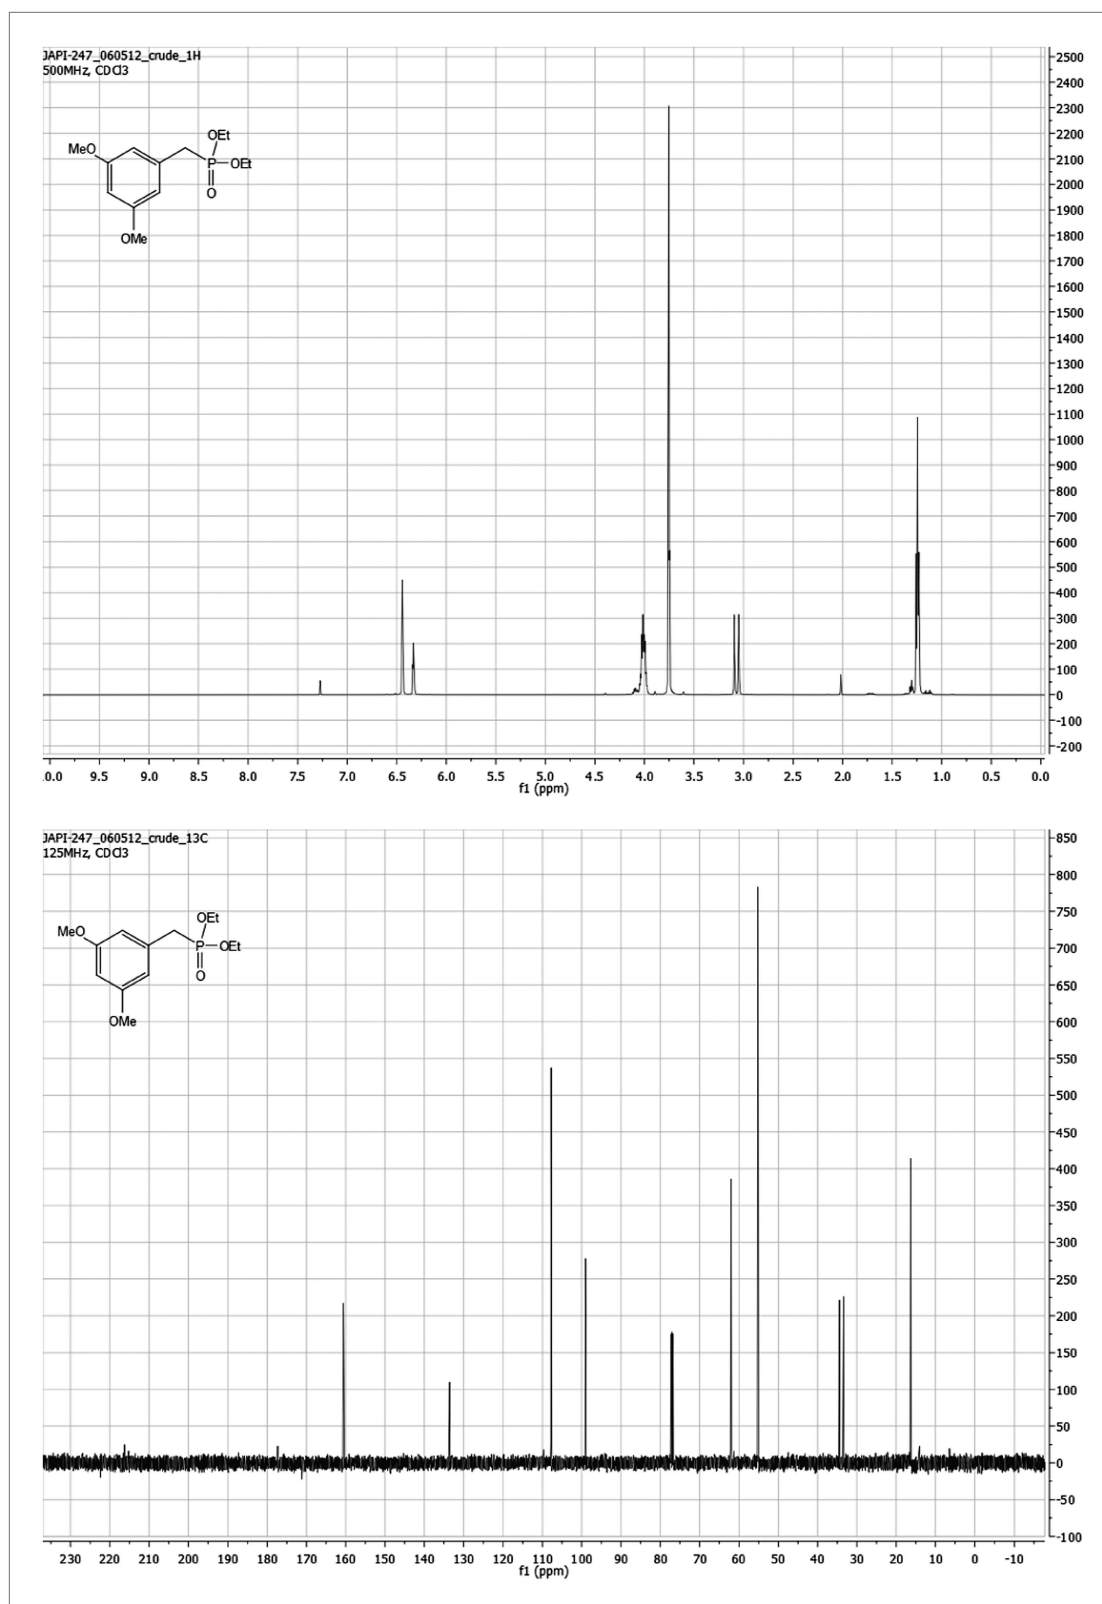 JAPI-247_060512_crude_1H
500MHz, CDCl3
OEt
MeO
P
OEt
O
OMe
2500
2400
2300
2200
2100
2000
1900
1800
1700
1600
1500
1400
1300
1200
1100
1000
900
800
700
600
500
400
300
200
100
0
-100
-200
.0.0 9.5 9.0 8.5 8.0 7.5 7.0 6.5 6.0 5.5 5.0 4.5 4.0 3.5 3.0 2.5 2.0 1.5 1.0 0.5 0.0
f1 (ppm)
JAPI-247_060512_crude_13C
125MHz, CDCl3
OEt
MeO
P
OEt
O
OMe
850
800
750
700
650
600
550
500
450
400
350
300
250
200
150
100
50
0
-50
-100
230 220 210 200 190 180 170 160 150 140 130 120 110 100 90 80 70 60 50 40 30 20 10 0 -10
f1 (ppm)